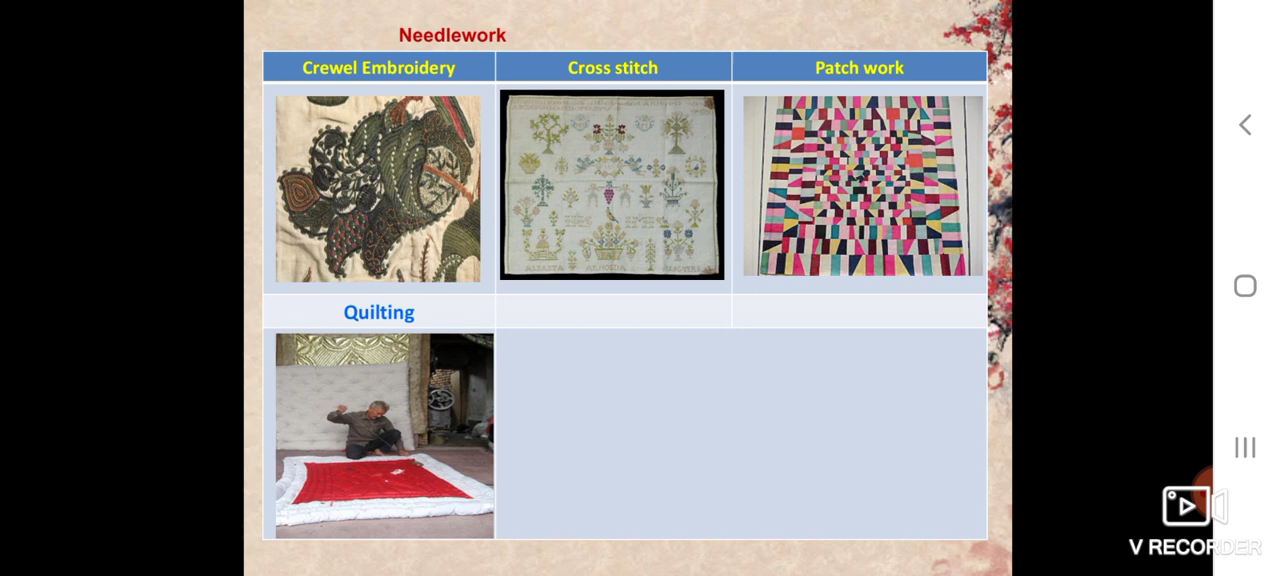 Needlework
Crewel Embroidery
Cross stitch
Patch work
Quilting
V RECORDER